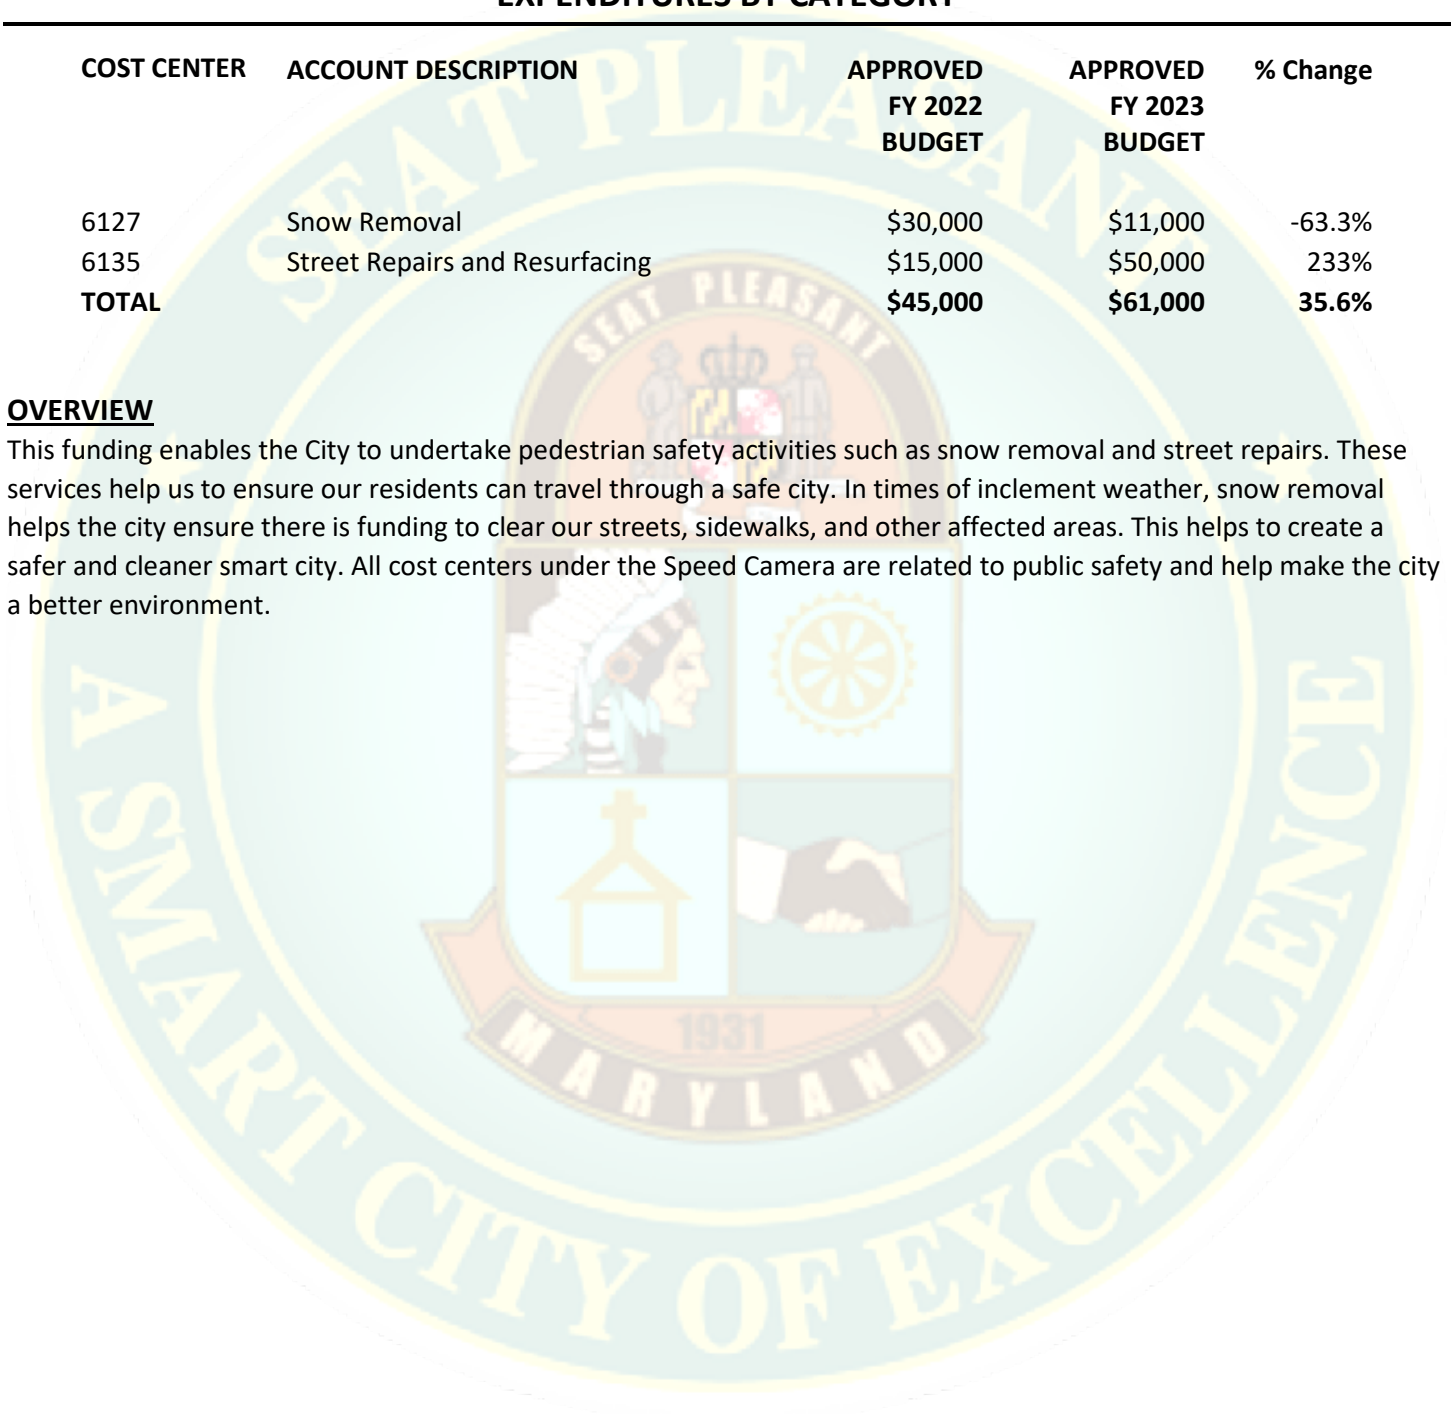 EXPENDITURES BY CATEGORY
COST CENTER ACCOUNT DESCRIPTION APPROVED APPROVED % Change
FY 2022 FY 2023
BUDGET BUDGET
6127 Snow Removal $30,000 $11,000 -63.3%
6135 Street Repairs and Resurfacing $15,000 $50,000 233%
TOTAL $45,000 $61,000 35.6%
OVERVIEW
This funding enables the City to undertake pedestrian safety activities such as snow removal and street repairs. These
services help us to ensure our residents can travel through a safe city. In times of inclement weather, snow removal
helps the city ensure there is funding to clear our streets, sidewalks, and other affected areas. This helps to create a
safer and cleaner smart city. All cost centers under the Speed Camera are related to public safety and help make the city
a better environment.
SEAT PLEASANT
SEAT PLEASANT
1931
MARYLAND
A SMART CITY OF EXCELLENCE